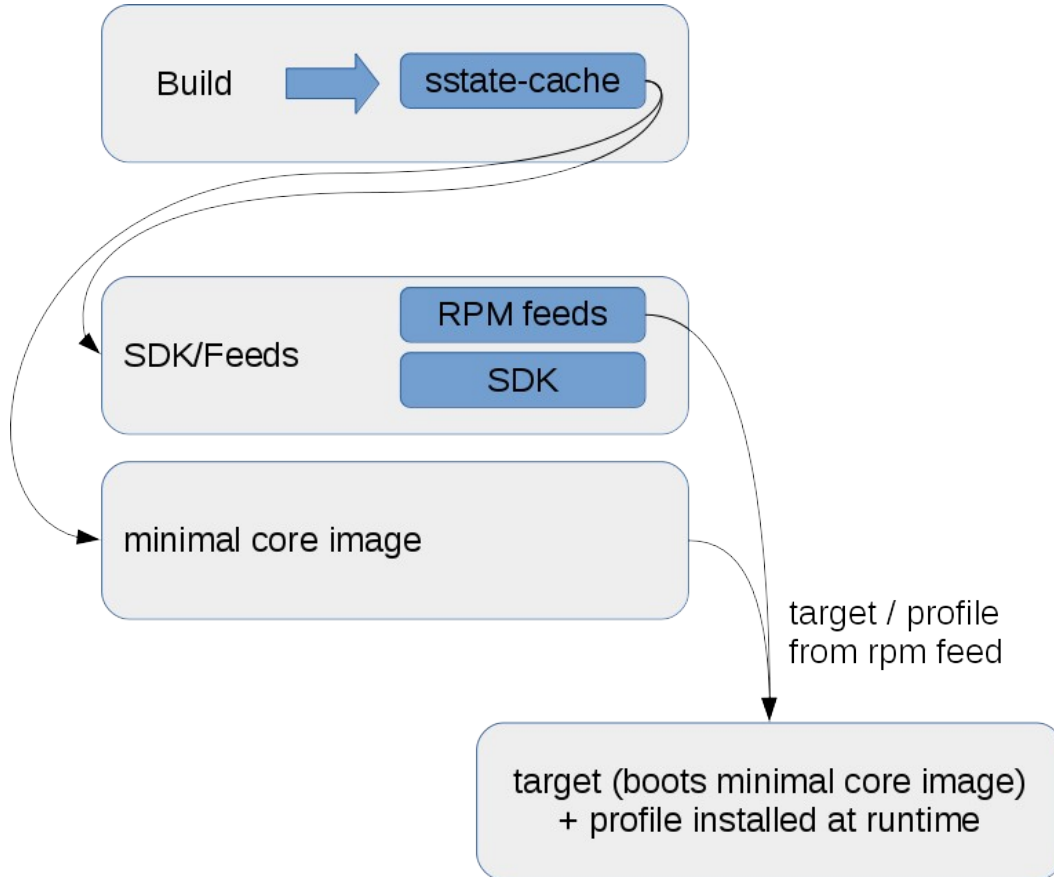 Build
sstate-cache
RPM feeds
SDK/Feeds
SDK
minimal core image
target / profile
from rpm feed
target (boots minimal core image)
+ profile installed at runtime